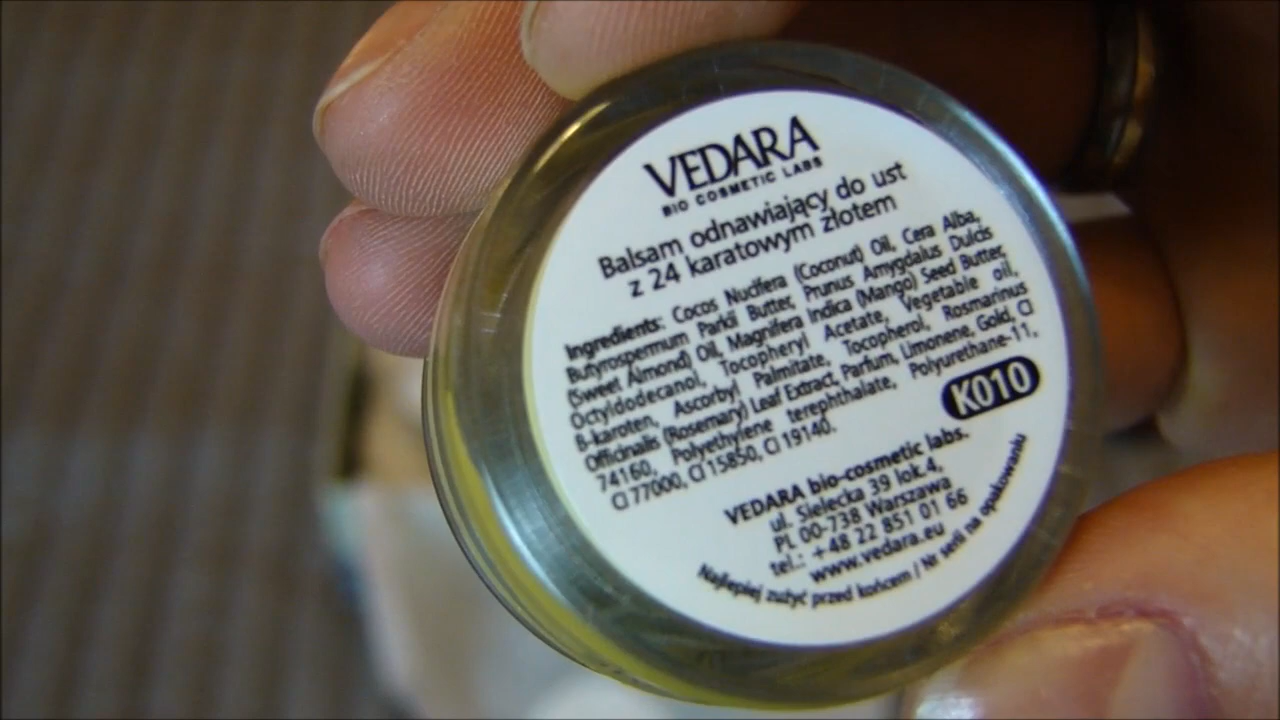 VEDARA
BIO COSMETIC LABS
Balsam odnawiający do ust
z 24 karatowym złotem
Ingredients: Cocos Nucifera (Coconut) Oil, Cera Alba,
Butyrospermum Parkii Butter, Prunus Amygdalus Dulcis
(Sweet Almond) Oil, Magnifera Indica (Mango) Seed Butter,
Octyldodecanol, Tocopheryl Acetate, Vegetable oil,
B-karoten, Ascorbyl Palmitate, Tocopherol, Rosmarinus
Officinalis (Rosemary) Leaf Extract, Parfum, Limonene, Gold, CI
74160, Polyethylene terephthalate, Polyurethane-11,
CI 77000, CI 15850, CI 19140.
K010
VEDARA bio-cosmetic labs.
ul. Sielecka 39 lok.4,
PL 00-738 Warszawa
tel.: +48 22 851 01 66
www.vedara.eu
Najlepiej zużyć przed końcem / Nr serii na opakowaniu